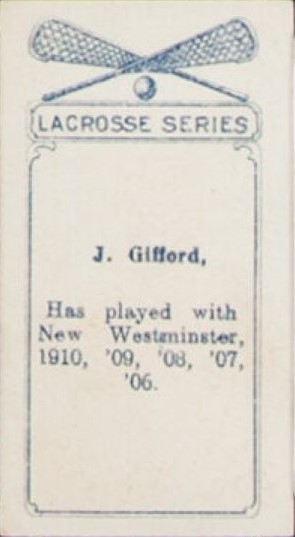 LACROSSE SERIES
J. Gifford,
Has played with
New Westminster,
1910, '09, '08, '07,
'06.